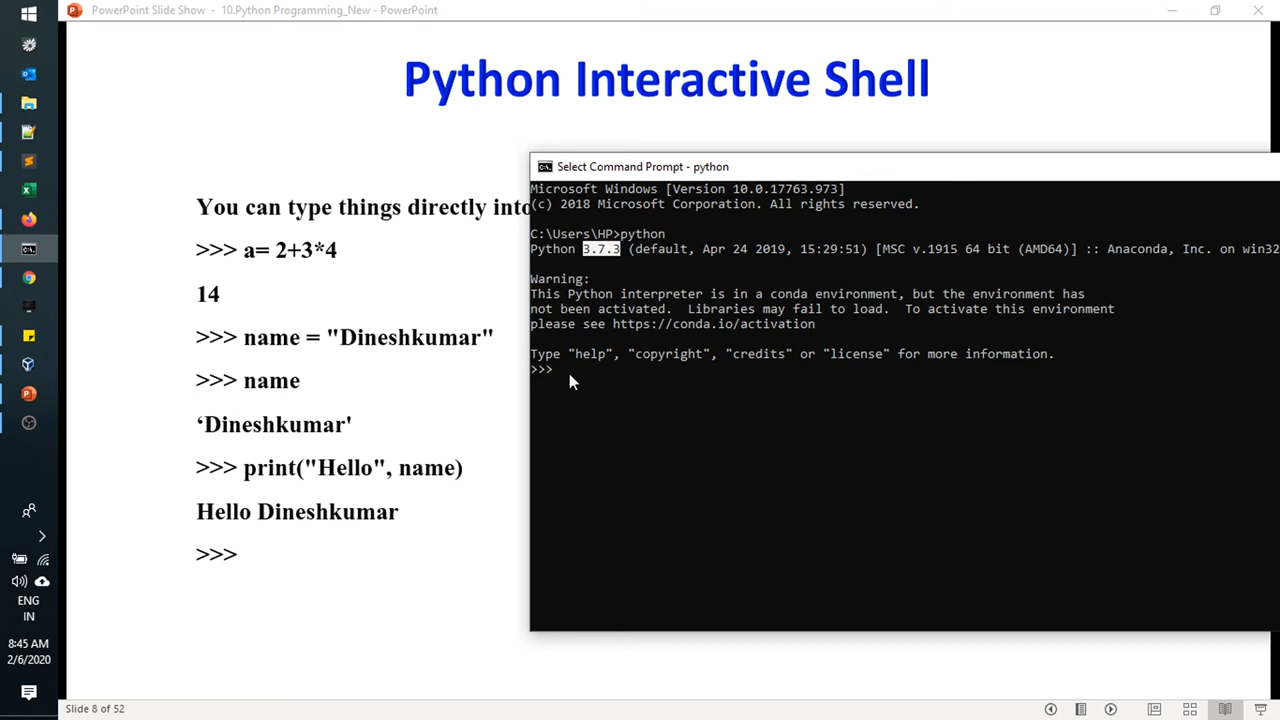 PowerPoint Slide Show - 10.Python Programming_New - PowerPoint
Python Interactive Shell
You can type things directly into
>>> a= 2+3*4
14
>>> name = "Dineshkumar"
>>> name
‘Dineshkumar'
>>> print("Hello", name)
Hello Dineshkumar
>>>
Select Command Prompt - python
Microsoft Windows [Version 10.0.17763.973]
(c) 2018 Microsoft Corporation. All rights reserved.
C:\Users\HP>python
Python 3.7.3 (default, Apr 24 2019, 15:29:51) [MSC v.1915 64 bit (AMD64)] :: Anaconda, Inc. on win32
Warning:
This Python interpreter is in a conda environment, but the environment has
not been activated.  Libraries may fail to load.  To activate this environment
please see https://conda.io/activation
Type "help", "copyright", "credits" or "license" for more information.
>>>
ENG
IN
8:45 AM
2/6/2020
Slide 8 of 52